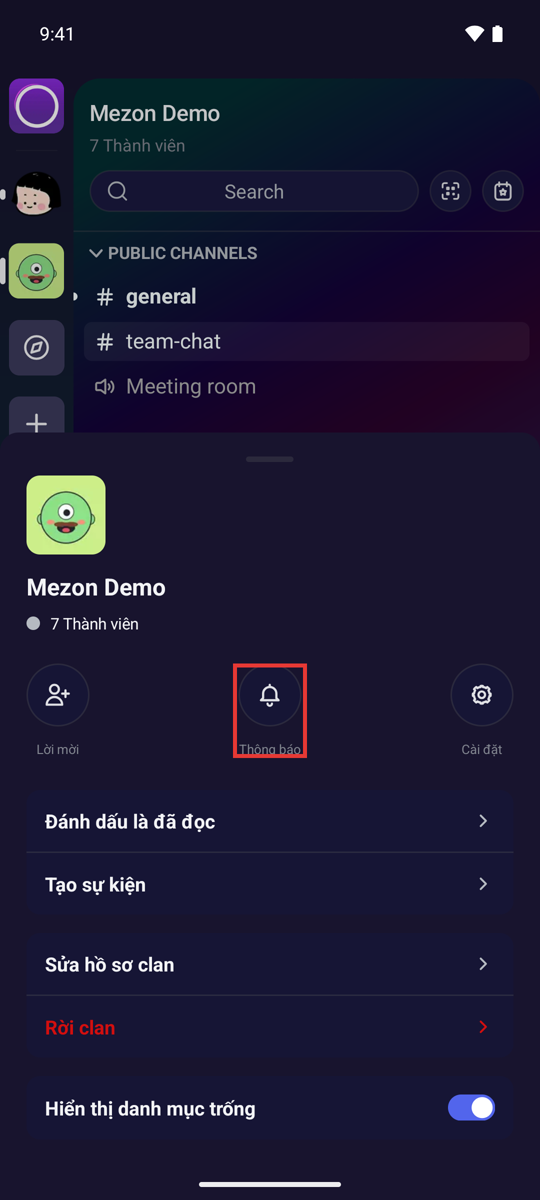 9:41
Mezon Demo
7 Thành viên
Search
PUBLIC CHANNELS
# general
# team-chat
Meeting room
Mezon Demo
7 Thành viên
Lời mời
Thông báo
Cài đặt
Đánh dấu là đã đọc
Tạo sự kiện
Sửa hồ sơ clan
Rời clan
Hiển thị danh mục trống